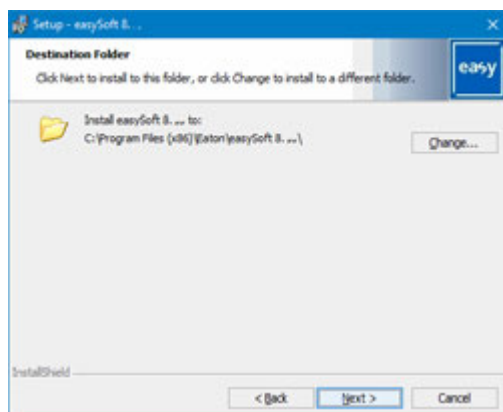 Setup - easySoft 8. . .
Destination Folder
Click Next to install to this folder, or click Change to install to a different folder.
easy
Install easySoft 8. ... to:
C:\Program Files (x86)\Eaton\easySoft 8. ...\
Change...
InstallShield
< Back
Next >
Cancel